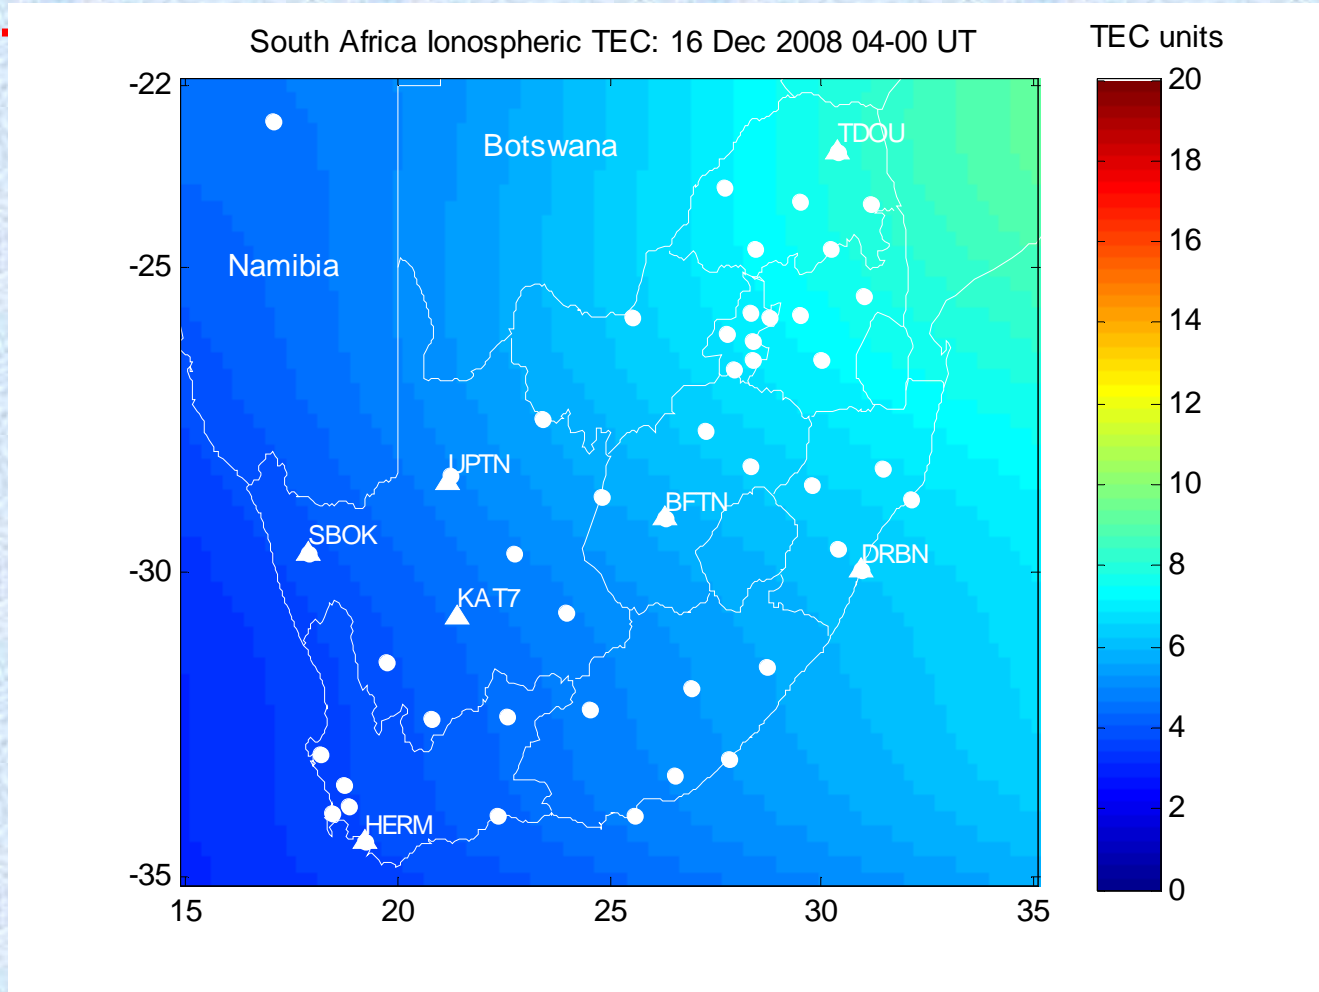 South Africa Ionospheric TEC: 16 Dec 2008 04-00 UT
TEC units
-22
-25
-30
-35
15
20
25
30
35
Botswana
Namibia
TDOU
UPTN
BFTN
SBOK
DRBN
KAT7
HERM
20
18
16
14
12
10
8
6
4
2
0